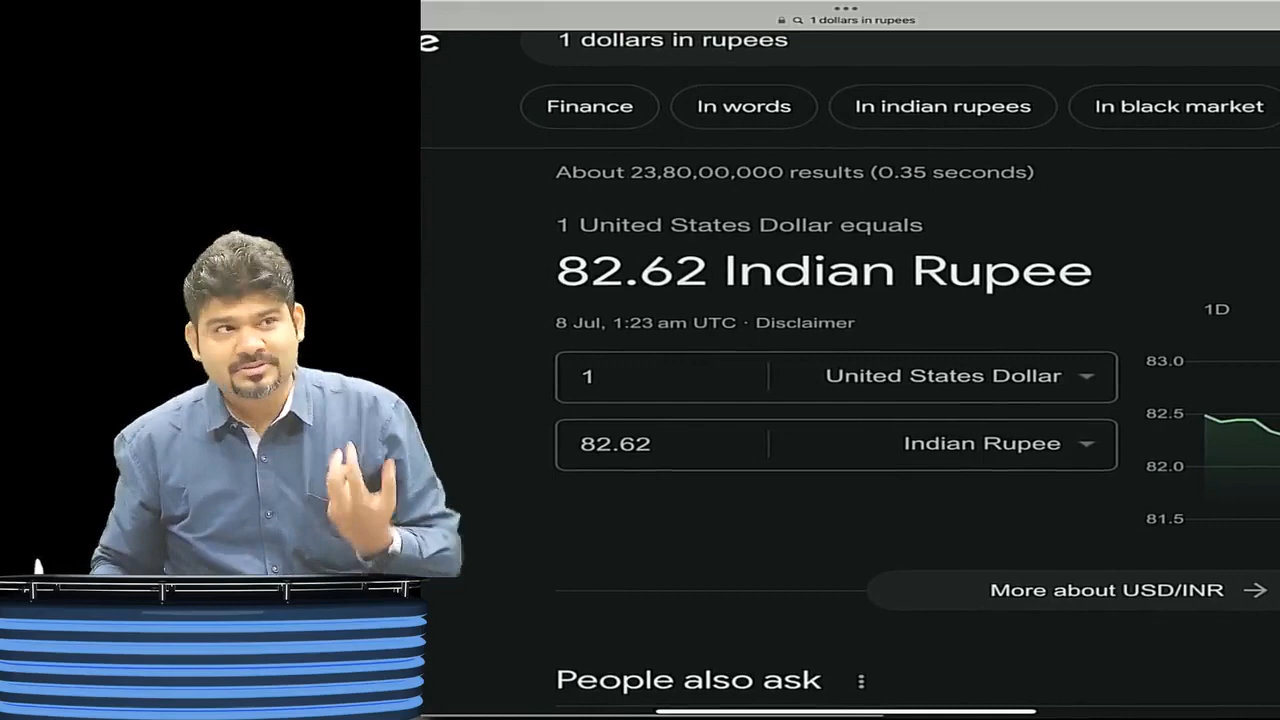 1 dollars in rupees
e
1 dollars in rupees
Finance
In words
In indian rupees
In black market
About 23,80,00,000 results (0.35 seconds)
1 United States Dollar equals
82.62 Indian Rupee
8 Jul, 1:23 am UTC · Disclaimer
1D
1 United States Dollar
82.62 Indian Rupee
83.0
82.5
82.0
81.5
More about USD/INR
People also ask